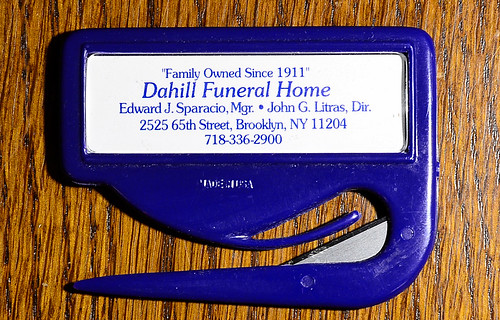 "Family Owned Since 1911"
Dahill Funeral Home
Edward J. Sparacio, Mgr. • John G. Litras, Dir.
2525 65th Street, Brooklyn, NY 11204
718-336-2900
MADE IN USA